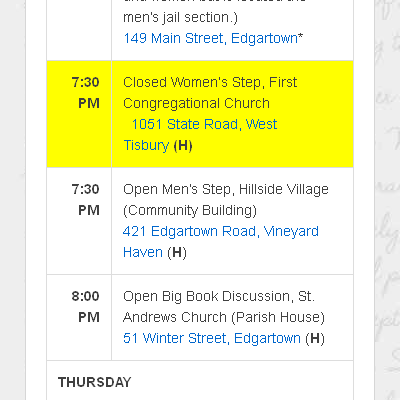 men's jail section.)
149 Main Street, Edgartown*
7:30 PM
Closed Women's Step, First
Congregational Church
1051 State Road, West
Tisbury (H)
7:30 PM
Open Men's Step, Hillside Village
(Community Building)
421 Edgartown Road, Vineyard
Haven (H)
8:00 PM
Open Big Book Discussion, St.
Andrews Church (Parish House)
51 Winter Street, Edgartown (H)
THURSDAY